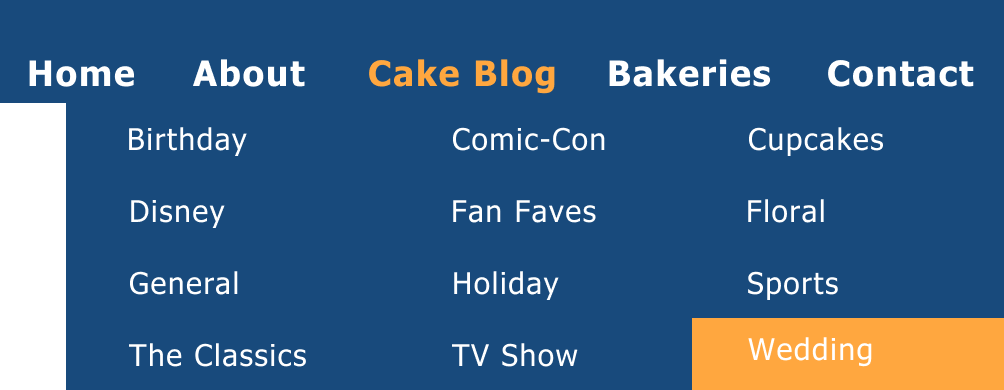 Home About Cake Blog Bakeries Contact
Birthday Comic-Con Cupcakes
Disney Fan Faves Floral
General Holiday Sports
The Classics TV Show Wedding